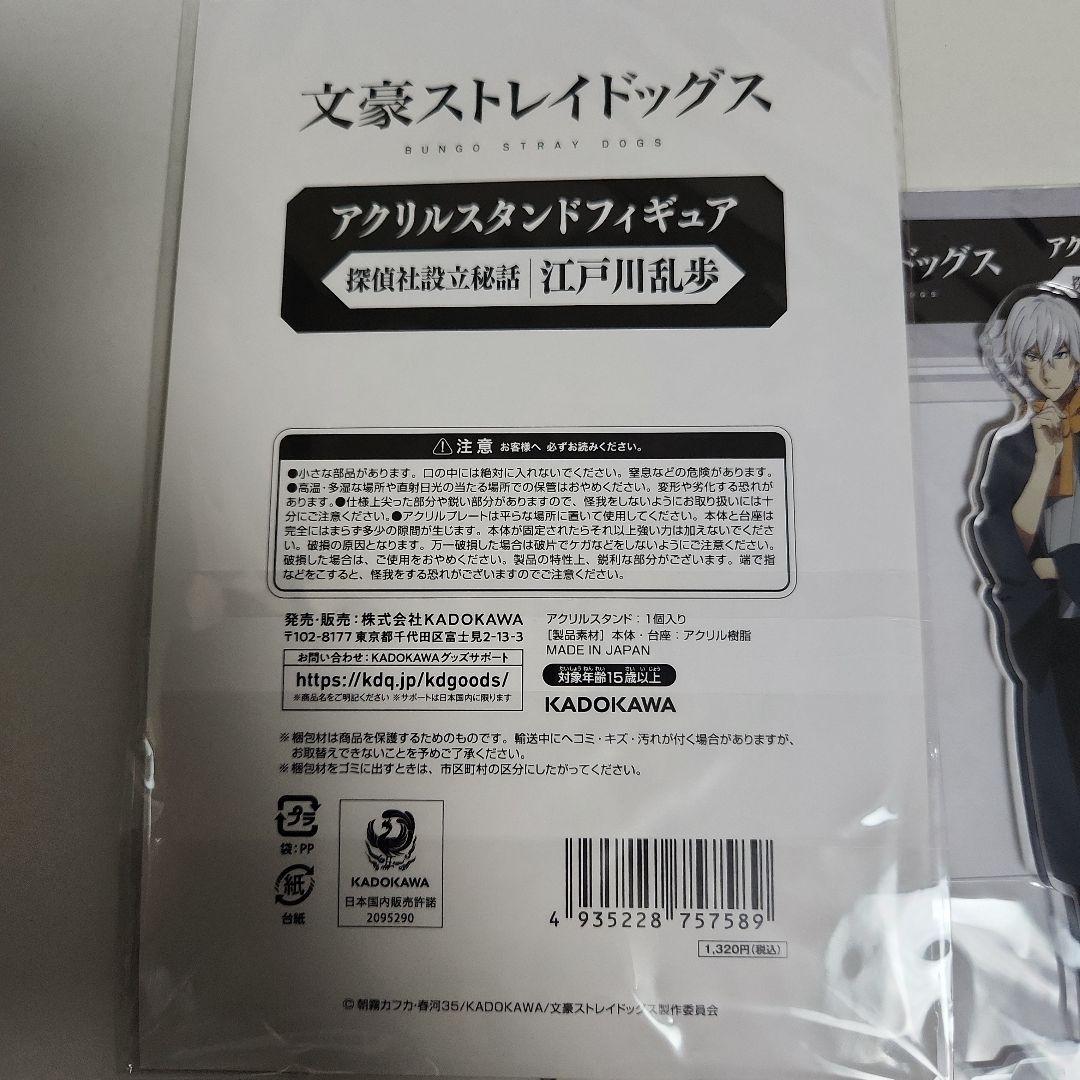 文豪ストレイドッグス
BUNGO STRAY DOGS
アクリルスタンドフィギュア
探偵社設立秘話 | 江戸川乱歩
注意 お客様へ 必ずお読みください。
●小さな部品があります。口の中には絶対に入れないでください。窒息などの危険があります。
●高温・多湿な場所や直射日光の当たる場所での保管はおやめください。変形や劣化する恐れが
あります。●仕様上尖った部分や鋭い部分がありますので、怪我をしないようにお取り扱いには十
分にご注意ください。●アクリルプレートは平らな場所に置いて使用してください。本体と台座は
完全にはまらず多少の隙間が生じます。本体が固定されたらそれ以上強い力は加えないでくださ
い。破損の原因となります。万一破損した場合は破片でケガなどをしないようにご注意ください。
破損した場合は、ご使用をおやめください。製品の特性上、鋭利な部分がございます。端で指
などをこすると、怪我をする恐れがございますのでご注意ください。
発売・販売:株式会社KADOKAWA
〒102-8177 東京都千代田区富士見2-13-3
お問い合わせ:KADOKAWAグッズサポート
https://kdq.jp/kdgoods/
※商品名をご明記ください ※サポートは日本国内に限ります
アクリルスタンド:1個入り
[製品素材] 本体・台座:アクリル樹脂
MADE IN JAPAN
たいしょうねんれい さいいじょう
対象年齢15歳以上
KADOKAWA
※梱包材は商品を保護するためのものです。輸送中にヘコミ・キズ・汚れが付く場合がありますが、
お取替えできないことを予めご了承ください。
※梱包材をゴミに出すときは、市区町村の区分にしたがってください。
プラ
袋:PP
紙
台紙
KADOKAWA
日本国内販売許諾
2095290
4 935228 757589
1,320円(税込)
©朝霧カフカ・春河35/KADOKAWA/文豪ストレイドッグス製作委員会
ドッグス
OGS
アク